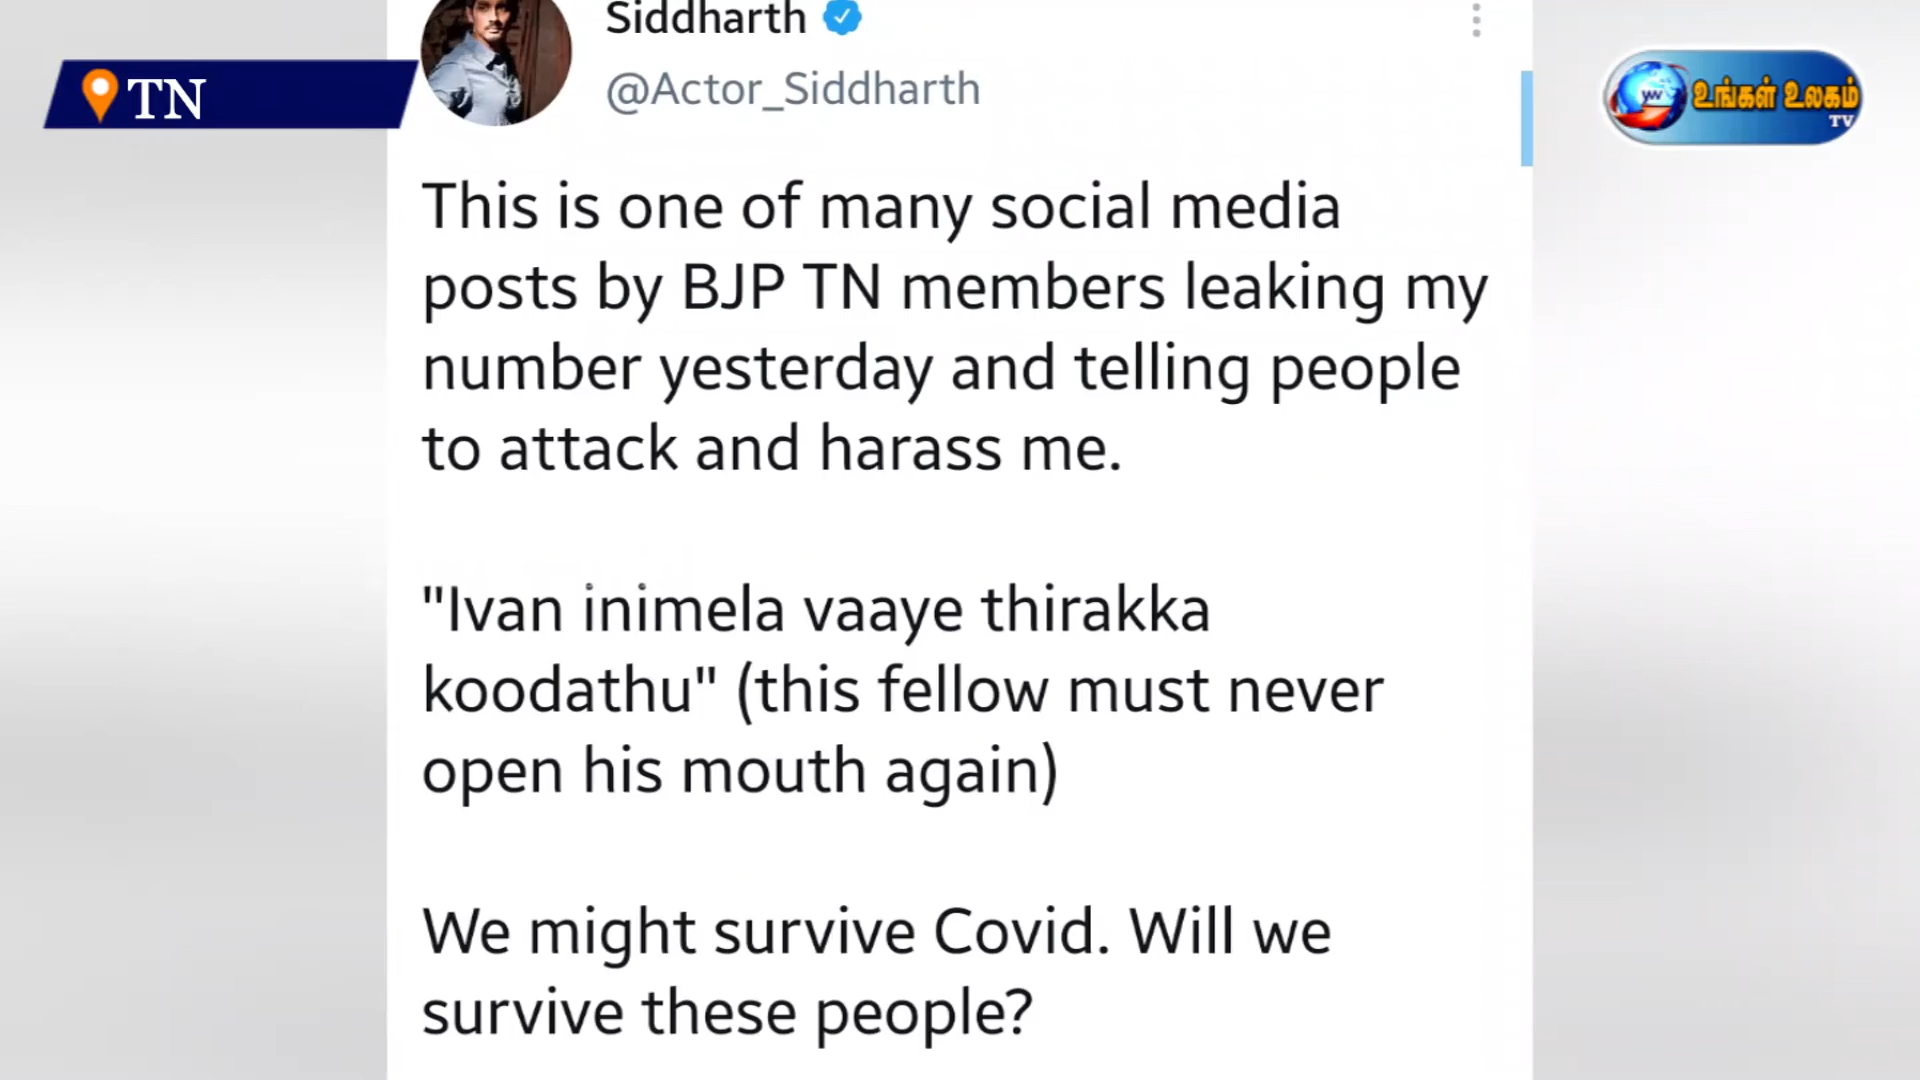 Siddharth
@Actor_Siddharth
TN
உங்கள் உலகம்
TV
This is one of many social media
posts by BJP TN members leaking my
number yesterday and telling people
to attack and harass me.
"Ivan inimela vaaye thirakka
koodathu" (this fellow must never
open his mouth again)
We might survive Covid. Will we
survive these people?